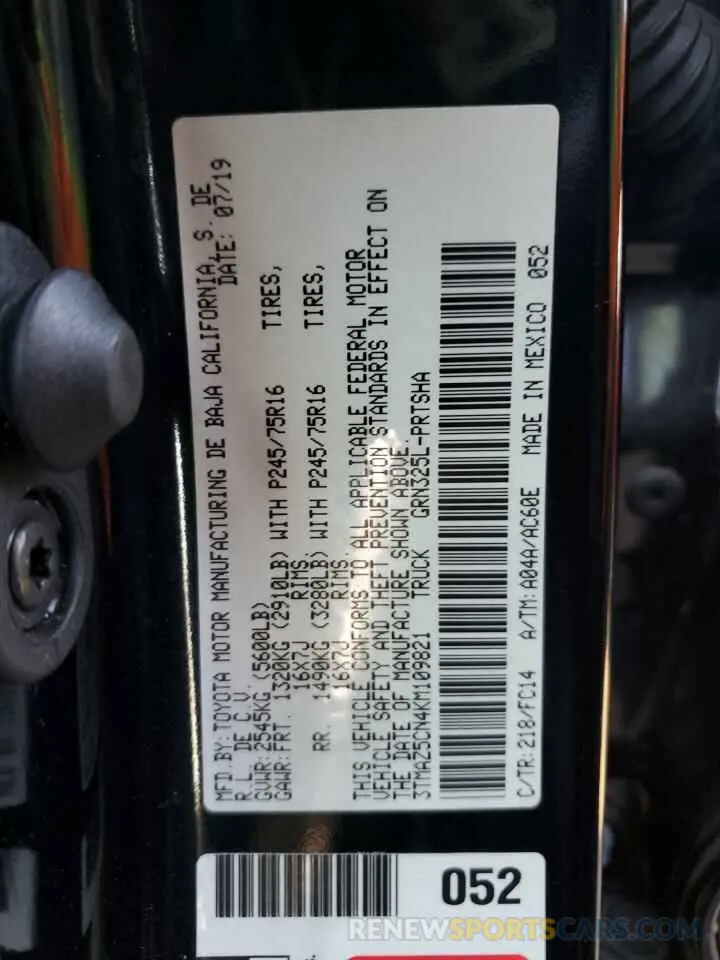 MFD.BY:TOYOTA MOTOR MANUFACTURING DE BAJA CALIFORNIA, S. DE
R.L. DE C.V. DATE: 07/19
GVWR:2545KG (5600LB)
GAWR:FRT. 1320KG (2910LB) WITH P245/75R16 TIRES,
16X7J RIMS
RR. 1490KG (3280LB) WITH P245/75R16 TIRES,
16X7J RIMS.
THIS VEHICLE CONFORMS TO ALL APPLICABLE FEDERAL MOTOR
VEHICLE SAFETY AND THEFT PREVENTION STANDARDS IN EFFECT ON
THE DATE OF MANUFACTURE SHOWN ABOVE.
3TMAZ5CN4KM109821 TRUCK GRN325L-PRTSHA
C/TR:218/FC14 A/TM:A04A/AC60E MADE IN MEXICO 052
052
RENEWSALVAGECARS.COM